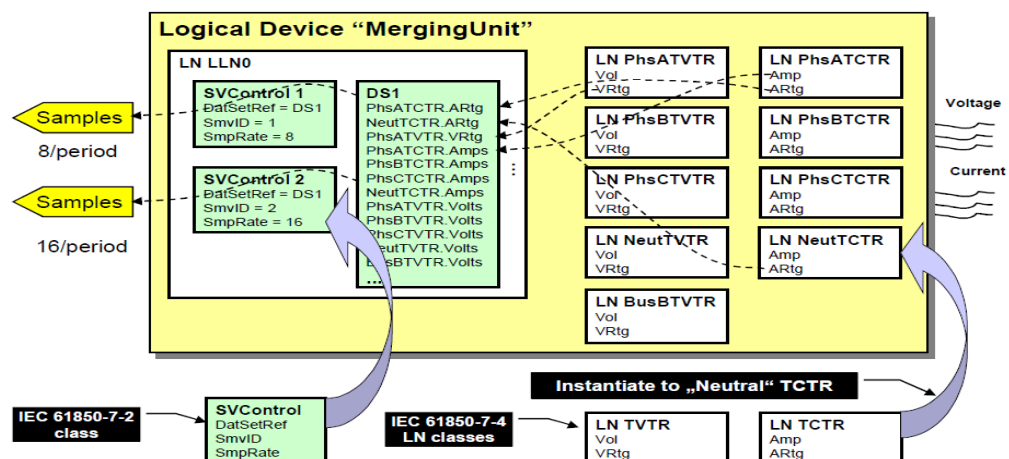 Logical Device “MergingUnit”
LN LLN0
SVControl 1
DatSetRef = DS1
SmvID = 1
SmpRate = 8
SVControl 2
DatSetRef = DS1
SmvID = 2
SmpRate = 16
DS1
PhsATCTR.ARtg
NeutTCTR.ARtg
PhsATVTR.VRtg
PhsATCTR.Amps
PhsBTCTR.Amps
PhsCTCTR.Amps
NeutTCTR.Amps
PhsATVTR.Volts
PhsBTVTR.Volts
PhsCTVTR.Volts
NeutTVTR.Volts
BusBTVTR.Volts
...
Samples
8/period
Samples
16/period
LN PhsATVTR
Vol
VRtg
LN PhsBTVTR
Vol
VRtg
LN PhsCTVTR
Vol
VRtg
LN NeutTVTR
Vol
VRtg
LN BusBTVTR
Vol
VRtg
LN PhsATCTR
Amp
ARtg
LN PhsBTCTR
Amp
ARtg
LN PhsCTCTR
Amp
ARtg
LN NeutTCTR
Amp
ARtg
Voltage
Current
Instantiate to „Neutral“ TCTR
IEC 61850-7-2
class
SVControl
DatSetRef
SmvID
SmpRate
IEC 61850-7-4
LN classes
LN TVTR
Vol
VRtg
LN TCTR
Amp
ARtg